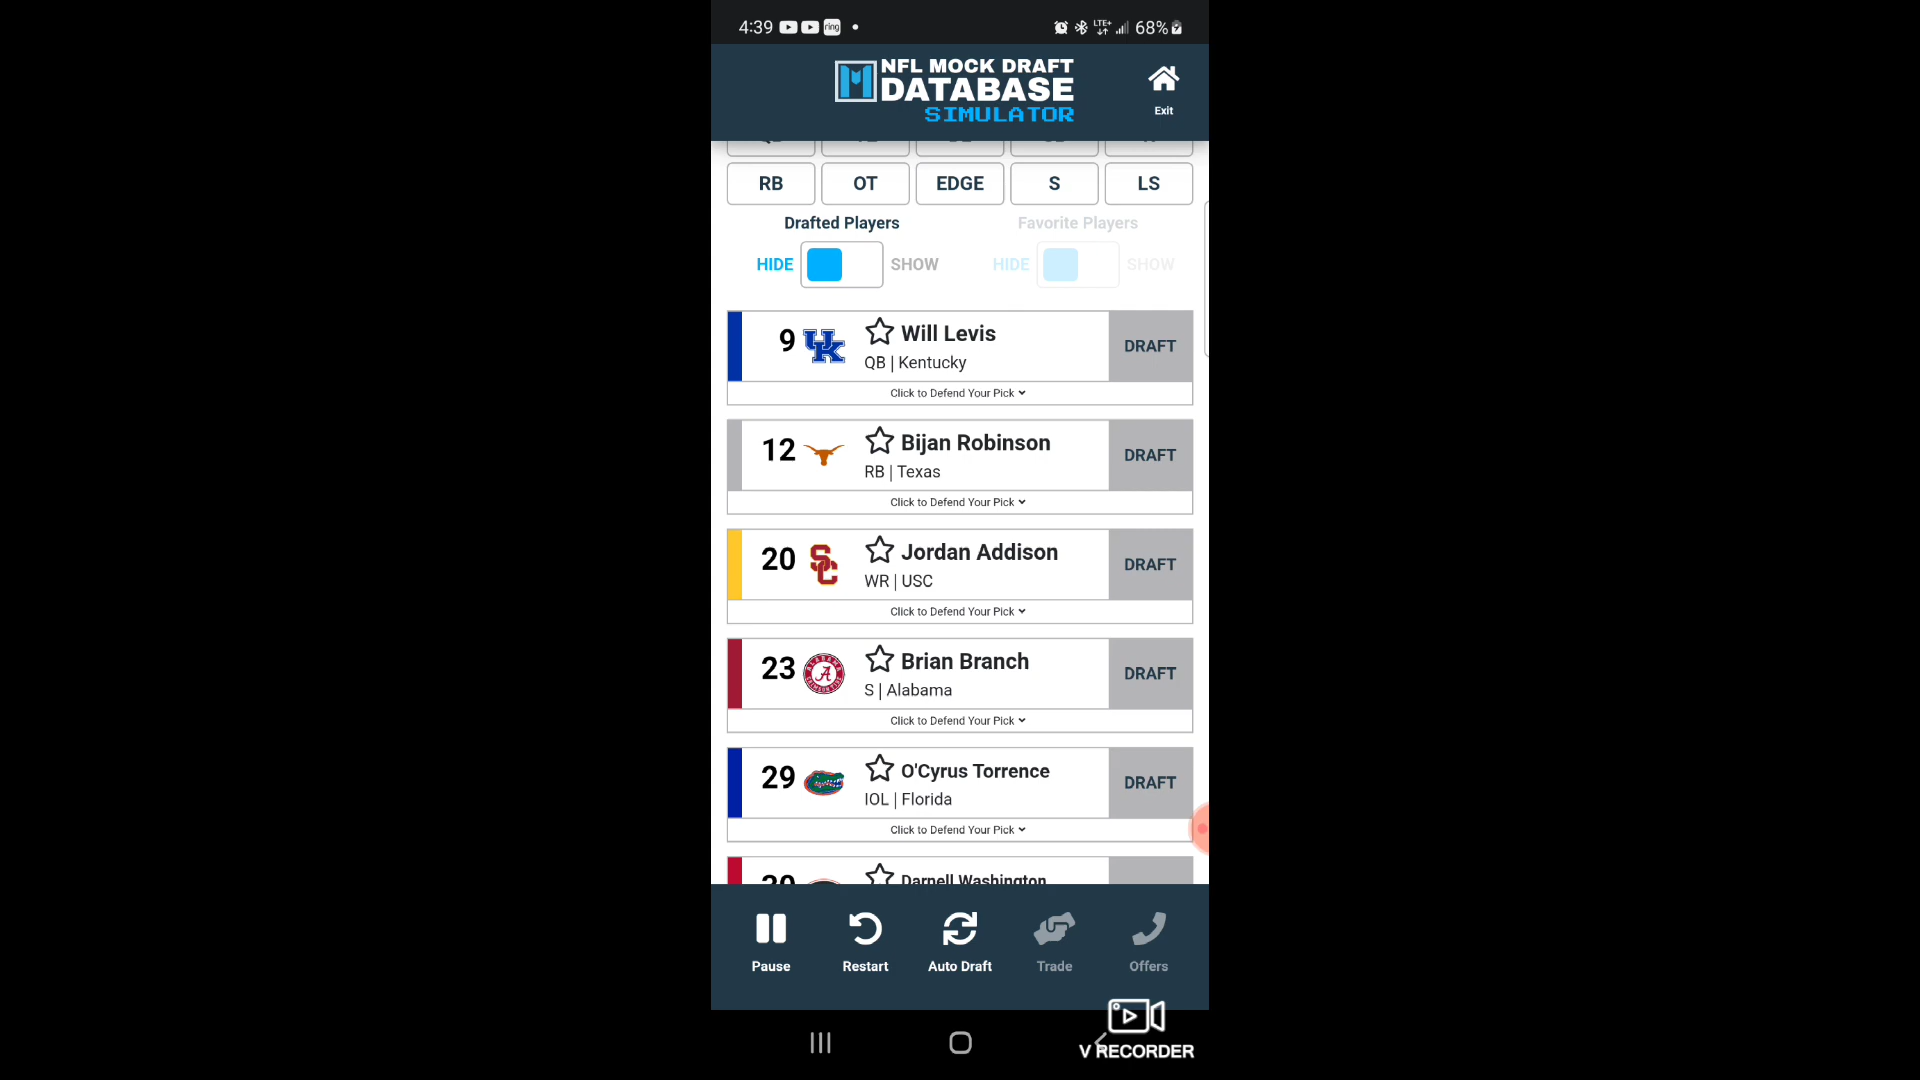 4:39 ring LTE+ 68%
NFL MOCK DRAFT
DATABASE
SIMULATOR
Exit
RB OT EDGE S LS
Drafted Players Favorite Players
HIDE SHOW HIDE SHOW
9 UK Will Levis DRAFT
QB | Kentucky
Click to Defend Your Pick
12 Bijan Robinson DRAFT
RB | Texas
Click to Defend Your Pick
20 SC Jordan Addison DRAFT
WR | USC
Click to Defend Your Pick
23 Brian Branch DRAFT
S | Alabama
Click to Defend Your Pick
29 O'Cyrus Torrence DRAFT
IOL | Florida
Click to Defend Your Pick
Darnell Washington
Pause Restart Auto Draft Trade Offers
V RECORDER